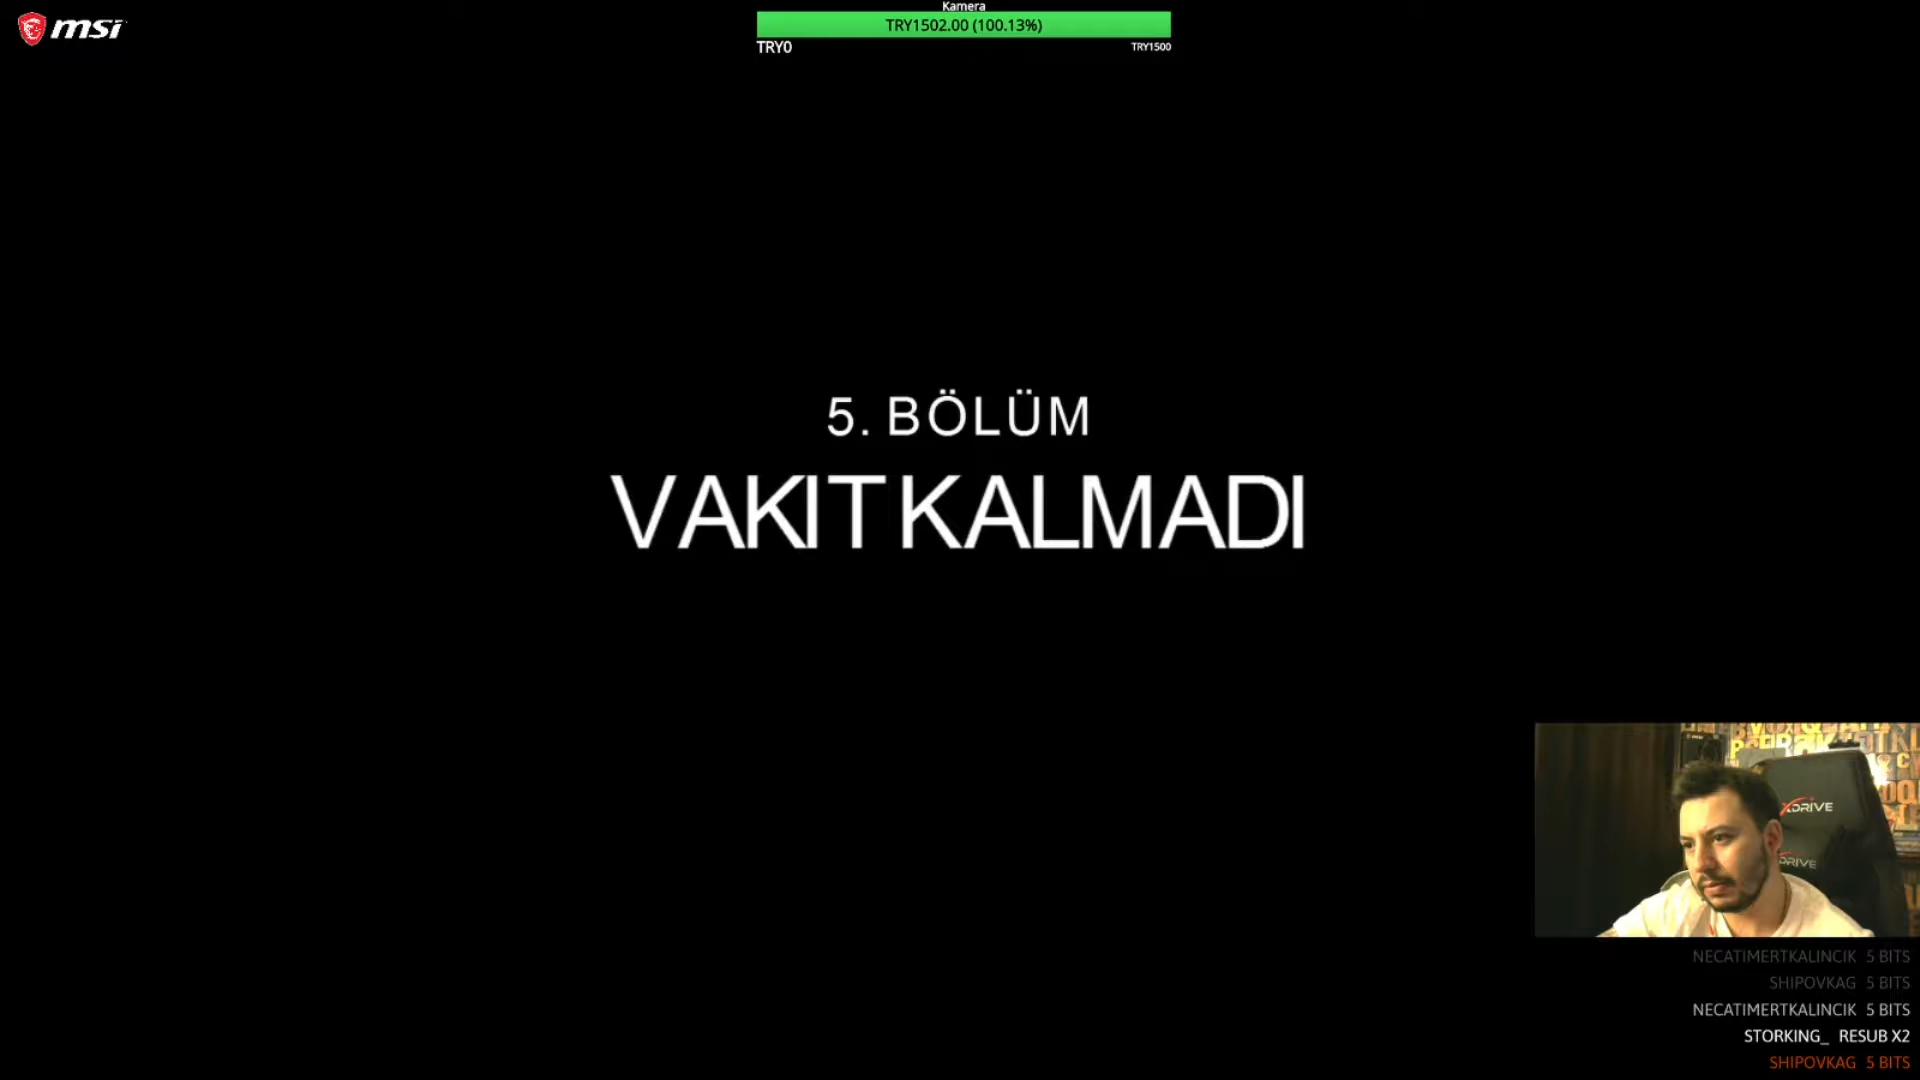 msi
Kamera
TRY1502.00 (100.13%)
TRY0 TRY1500
5. BÖLÜM
VAKIT KALMADI
XDRIVE
DRIVE
NECATIMERTKALINCIK 5 BITS
SHIPOVKAG 5 BITS
NECATIMERTKALINCIK 5 BITS
STORKING_ RESUB X2
SHIPOVKAG 5 BITS